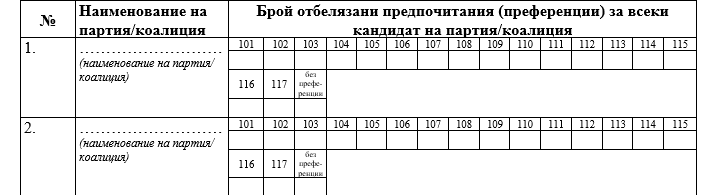 № Наименование на партия/коалиция Брой отбелязани предпочитания (преференции) за всеки кандидат на партия/коалиция
1. ……………………… 101 102 103 104 105 106 107 108 109 110 111 112 113 114 115
(наименование на партия/
коалиция) 116 117 без префе-ренции
2. ……………………… 101 102 103 104 105 106 107 108 109 110 111 112 113 114 115
(наименование на партия/
коалиция) 116 117 без префе-ренции